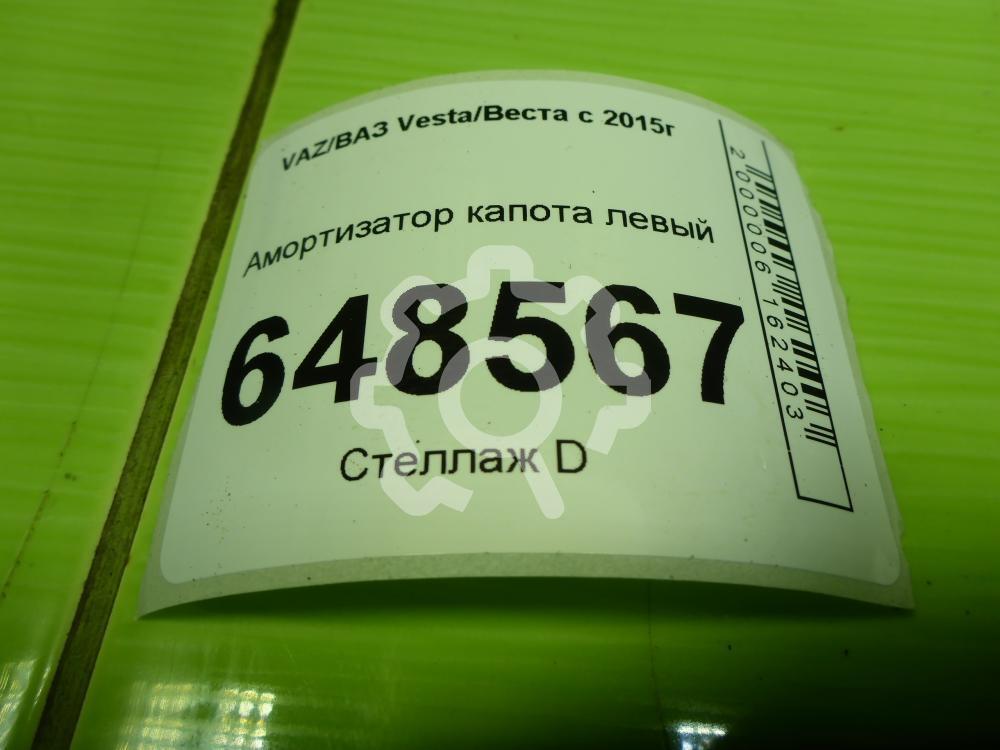 VAZ/ВАЗ Vesta/Веста с 2015г
Амортизатор капота левый
648567
Стеллаж D
2000006162403